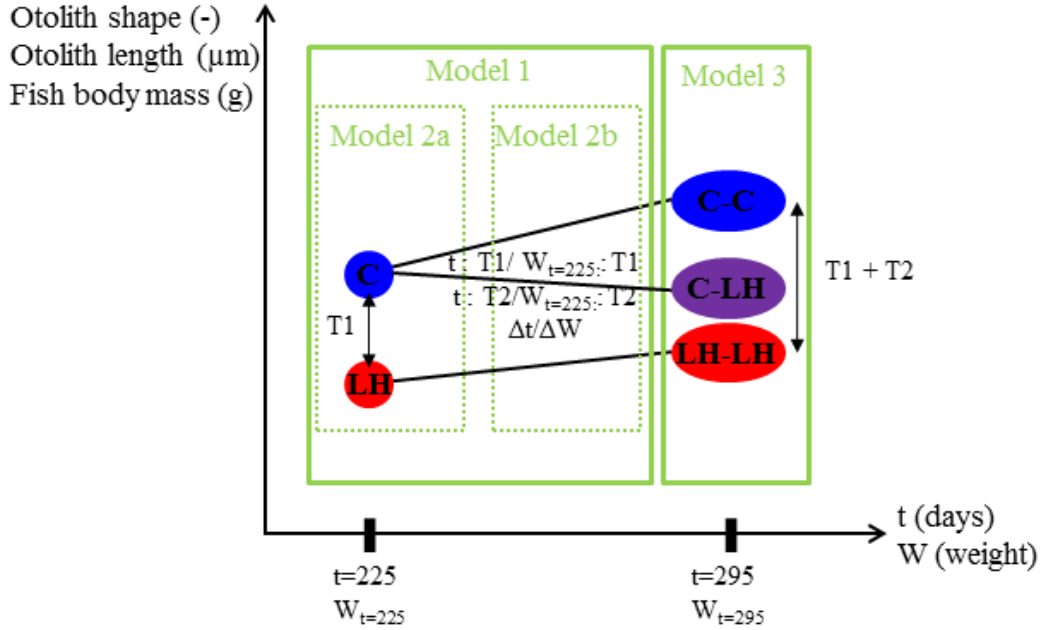 Otolith shape (-)
Otolith length (µm)
Fish body mass (g)
Model 1
Model 3
Model 2a
Model 2b
C-C
C
t : T1/ Wt=225: : T1
C-LH
T1 + T2
t : T2/Wt=225: : T2
T1
Δt/ΔW
LH-LH
LH
t (days)
W (weight)
t=225
Wt=225
t=295
Wt=295